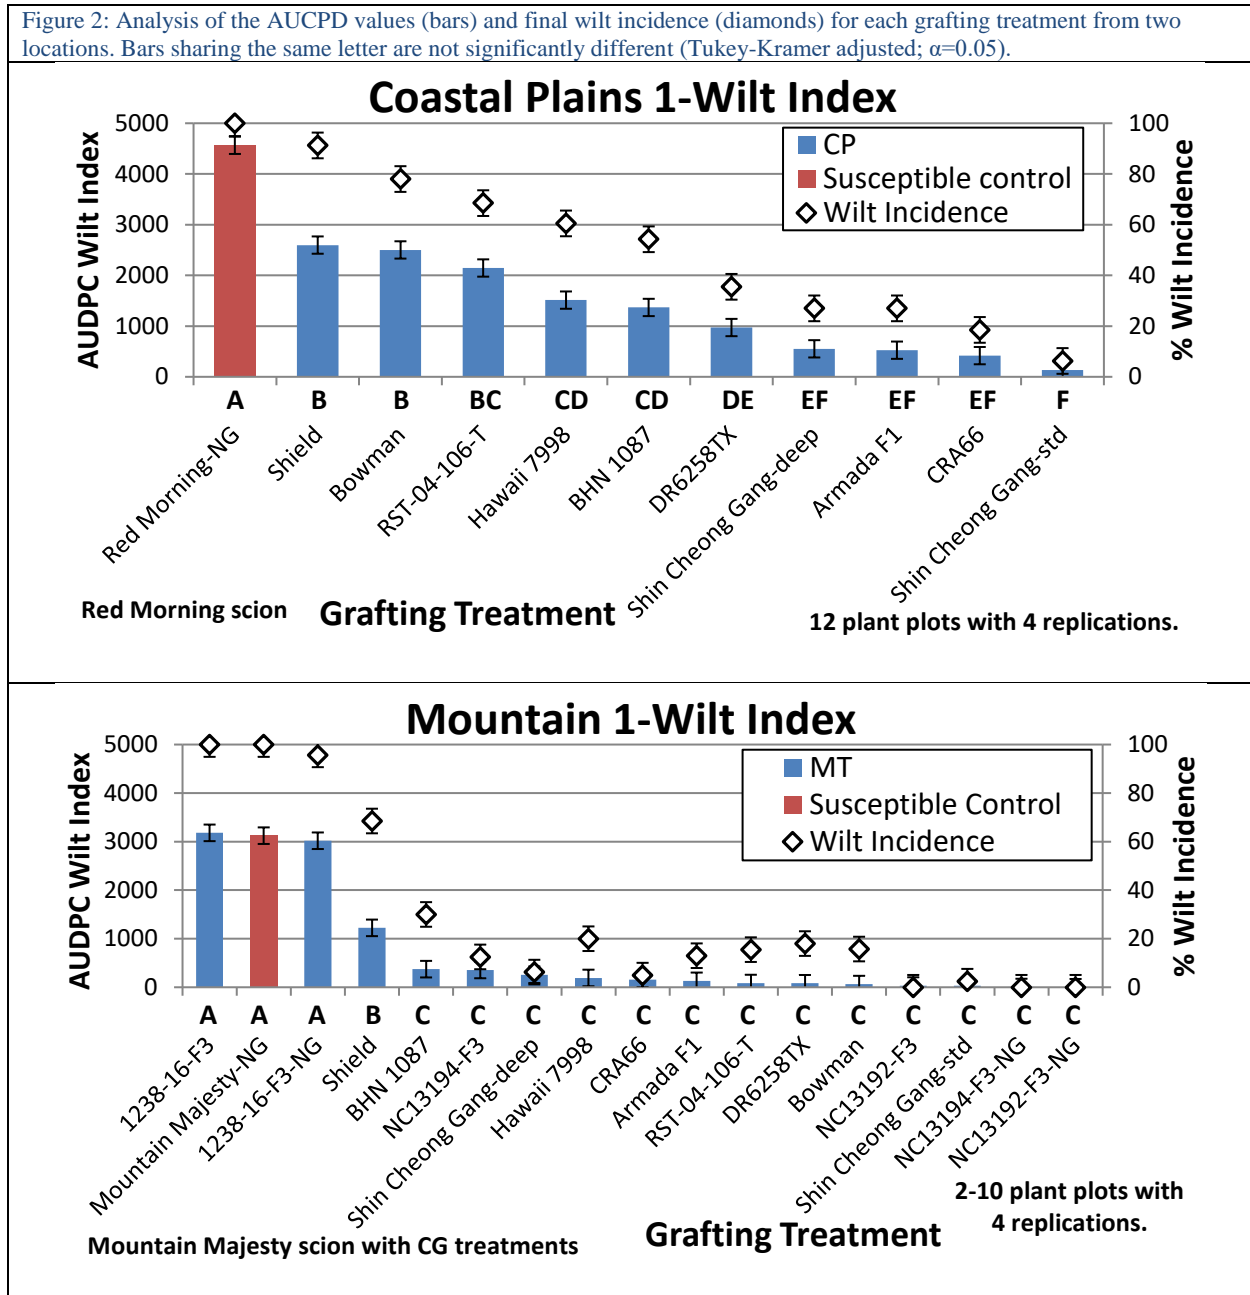 Figure 2: Analysis of the AUCPD values (bars) and final wilt incidence (diamonds) for each grafting treatment from two
locations. Bars sharing the same letter are not significantly different (Tukey-Kramer adjusted; α=0.05).
Coastal Plains 1-Wilt Index
AUDPC Wilt Index
5000
4000
3000
2000
1000
0
CP
Susceptible control
Wilt Incidence
100
80
60
40
20
0
% Wilt Incidence
A B B BC CD CD DE EF EF EF F
Red Morning-NG
Shield
Bowman
RST-04-106-T
Hawaii 7998
BHN 1087
DR6258TX
Shin Cheong Gang-deep
Armada F1
CRA66
Shin Cheong Gang-std
Red Morning scion
Grafting Treatment
12 plant plots with 4 replications.
Mountain 1-Wilt Index
AUDPC Wilt Index
5000
4000
3000
2000
1000
0
MT
Susceptible Control
Wilt Incidence
100
80
60
40
20
0
% Wilt Incidence
A A A B C C C C C C C C C C C C C
1238-16-F3
Mountain Majesty-NG
1238-16-F3-NG
Shield
BHN 1087
NC13194-F3
Shin Cheong Gang-deep
Hawaii 7998
CRA66
Armada F1
RST-04-106-T
DR6258TX
Bowman
NC13192-F3
Shin Cheong Gang-std
NC13194-F3-NG
NC13192-F3-NG
2-10 plant plots with
4 replications.
Grafting Treatment
Mountain Majesty scion with CG treatments